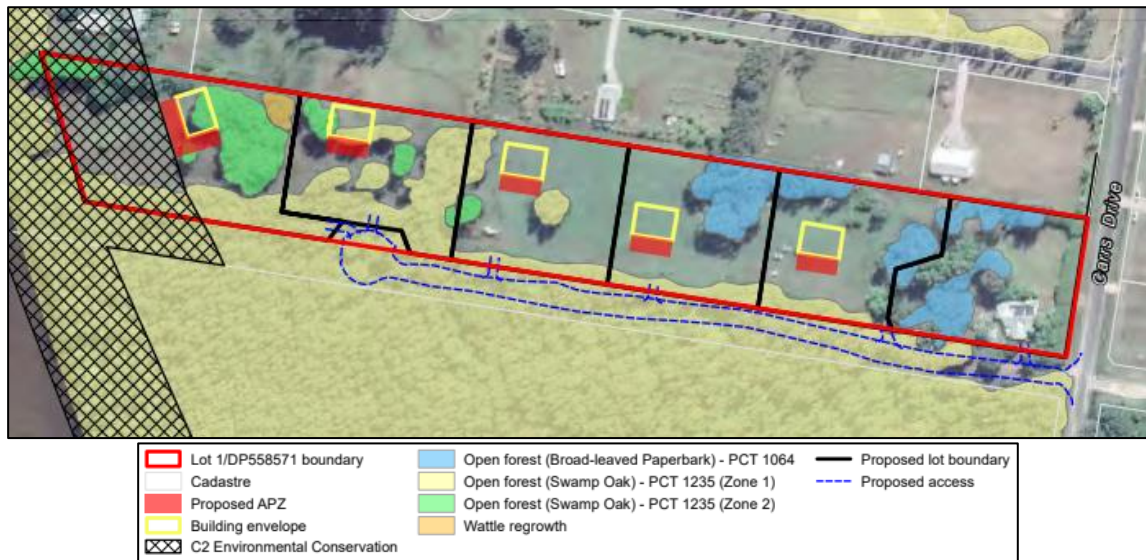 Carrs Drive
Lot 1/DP558571 boundary
Cadastre
Proposed APZ
Building envelope
C2 Environmental Conservation
Open forest (Broad-leaved Paperbark) - PCT 1064
Open forest (Swamp Oak) - PCT 1235 (Zone 1)
Open forest (Swamp Oak) - PCT 1235 (Zone 2)
Wattle regrowth
Proposed lot boundary
Proposed access